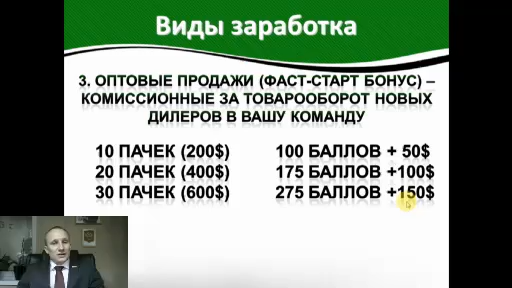 Виды заработка
3. ОПТОВЫЕ ПРОДАЖИ (ФАСТ-СТАРТ БОНУС) –
КОМИССИОННЫЕ ЗА ТОВАРООБОРОТ НОВЫХ
ДИЛЕРОВ В ВАШУ КОМАНДУ
10 ПАЧЕК (200$) 100 БАЛЛОВ + 50$
20 ПАЧЕК (400$) 175 БАЛЛОВ +100$
30 ПАЧЕК (600$) 275 БАЛЛОВ +150$